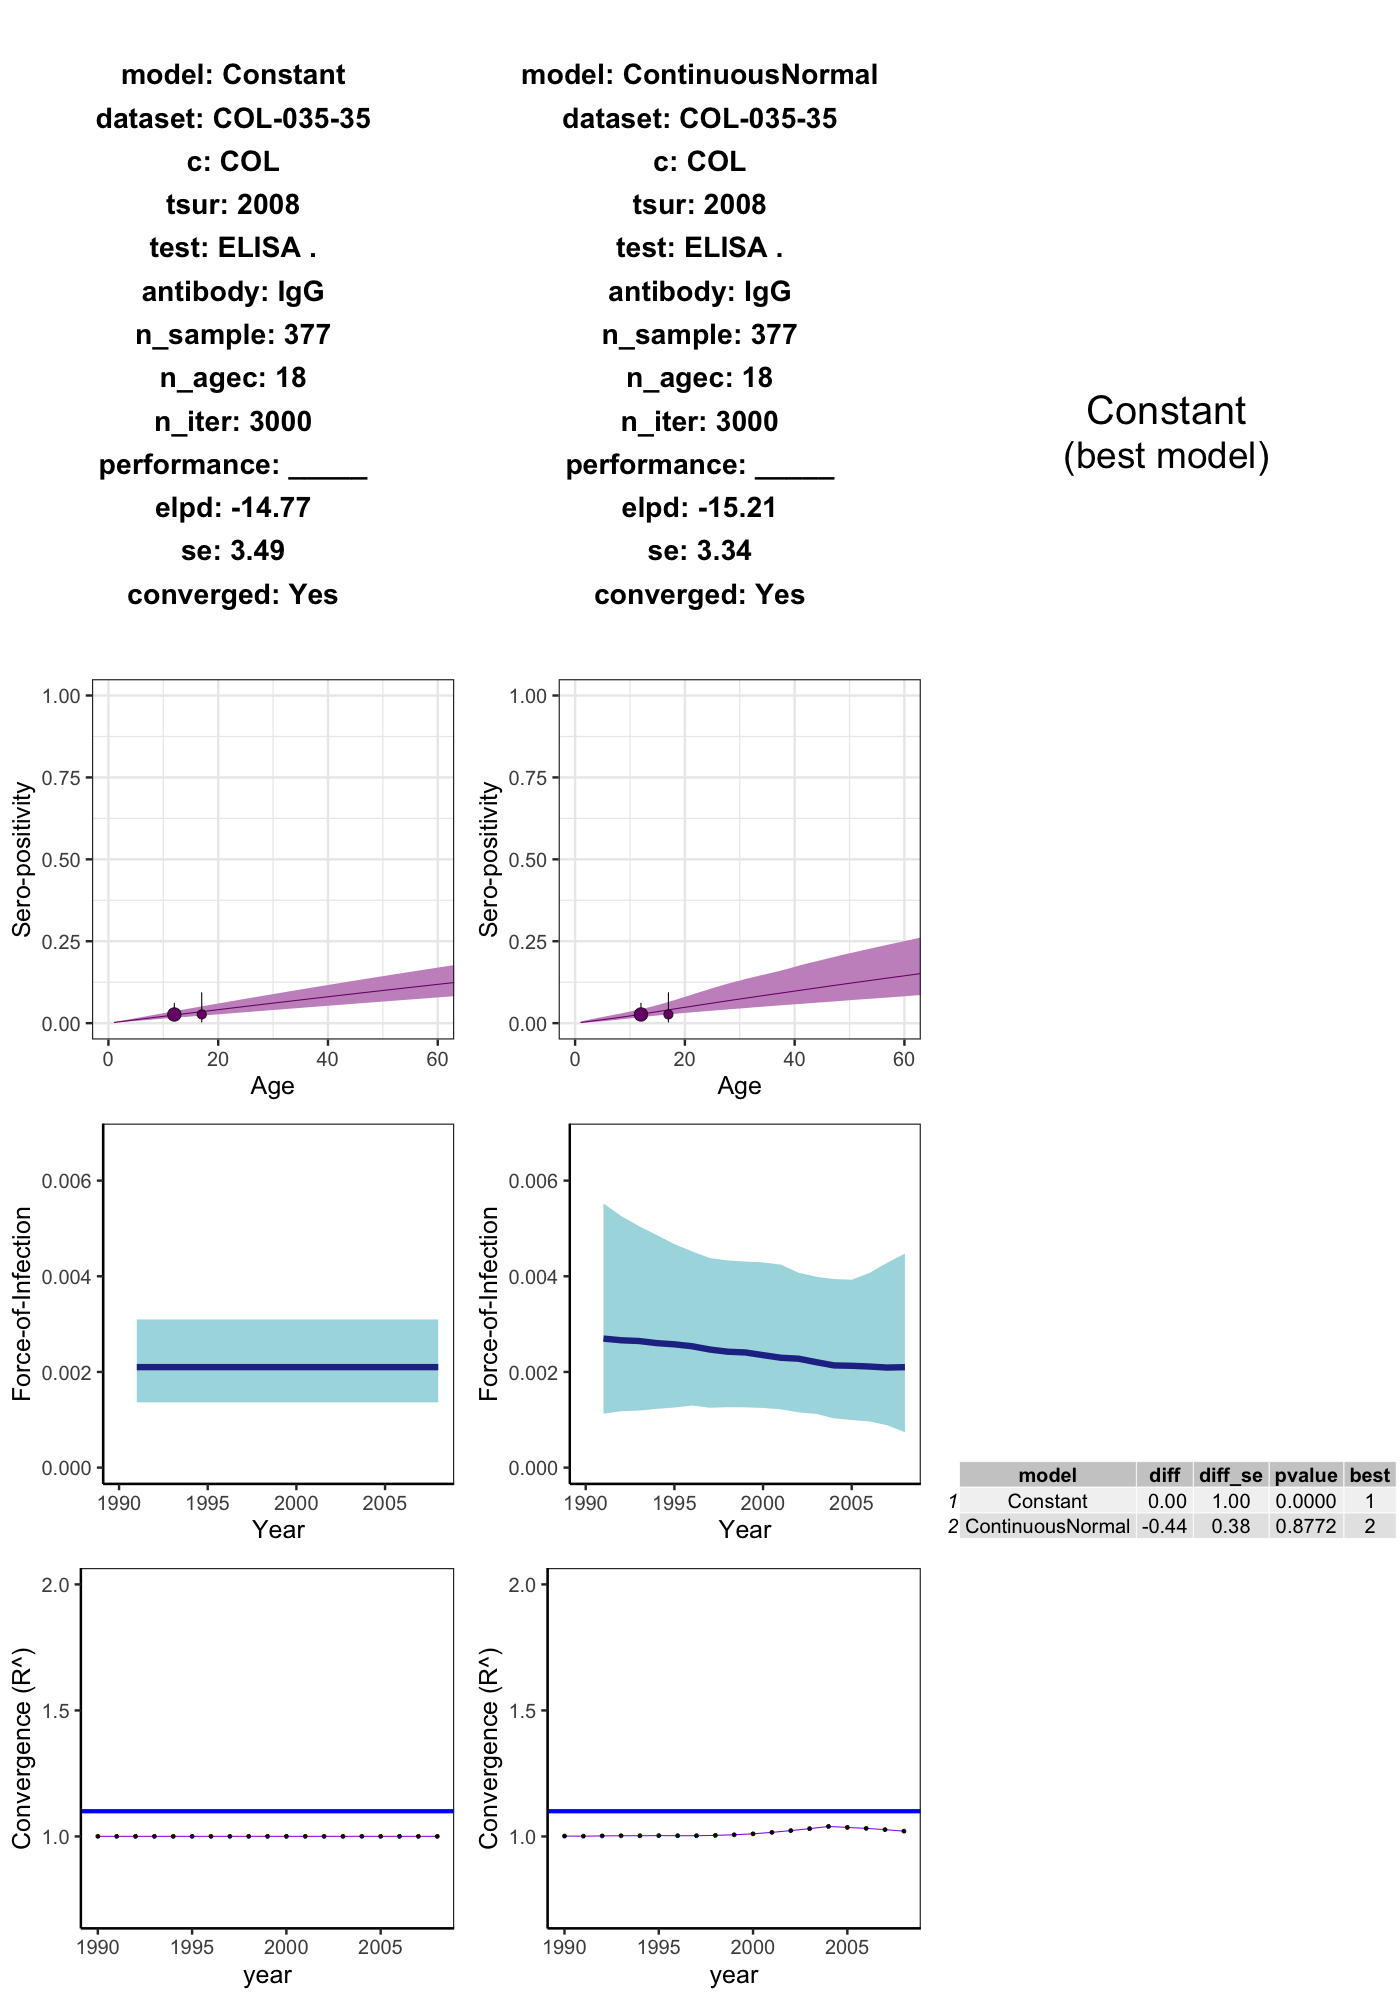 model: Constant
dataset: COL-035-35
c: COL
tsur: 2008
test: ELISA .
antibody: IgG
n_sample: 377
n_agec: 18
n_iter: 3000
performance: _____
elpd: -14.77
se: 3.49
converged: Yes
model: ContinuousNormal
dataset: COL-035-35
c: COL
tsur: 2008
test: ELISA .
antibody: IgG
n_sample: 377
n_agec: 18
n_iter: 3000
performance: _____
elpd: -15.21
se: 3.34
converged: Yes
Constant
(best model)
Sero-positivity
1.00
0.75
0.50
0.25
0.00
0 20 40 60
Age
Sero-positivity
1.00
0.75
0.50
0.25
0.00
0 20 40 60
Age
Force-of-Infection
0.006
0.004
0.002
0.000
1990 1995 2000 2005
Year
Force-of-Infection
0.006
0.004
0.002
0.000
1990 1995 2000 2005
Year
model diff diff_se pvalue best
1 Constant 0.00 1.00 0.0000 1
2 ContinuousNormal -0.44 0.38 0.8772 2
Convergence (R^)
2.0
1.5
1.0
1990 1995 2000 2005
year
Convergence (R^)
2.0
1.5
1.0
1990 1995 2000 2005
year